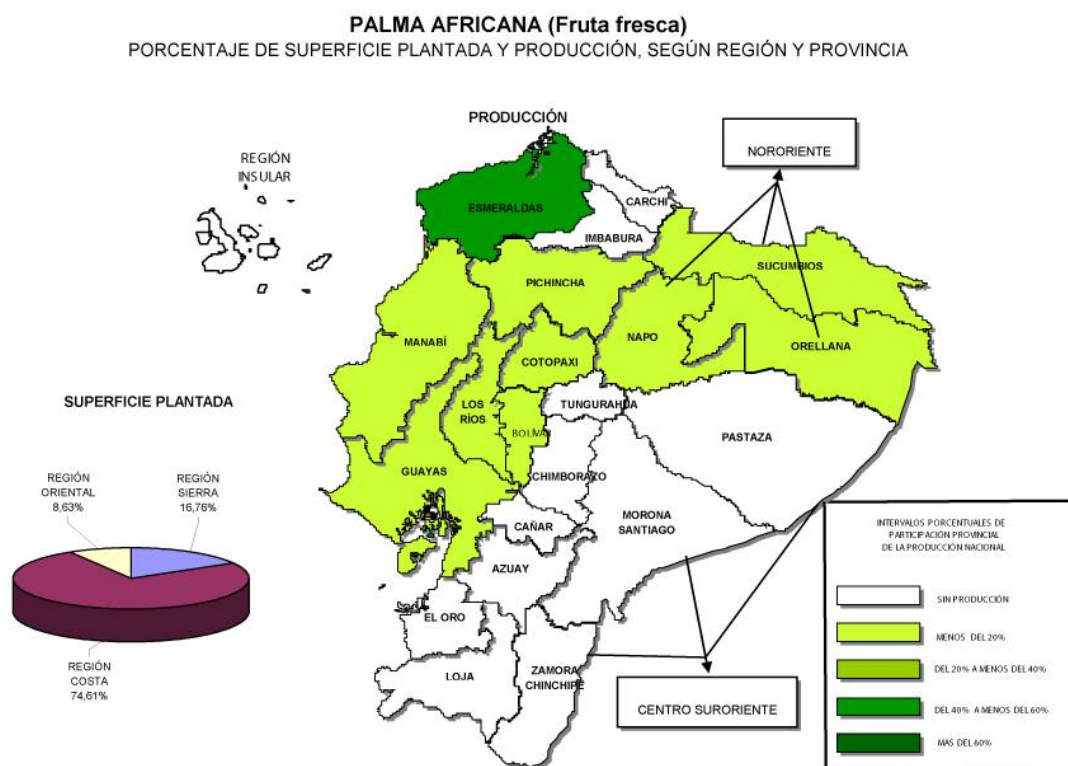 PALMA AFRICANA (Fruta fresca)
PORCENTAJE DE SUPERFICIE PLANTADA Y PRODUCCIÓN, SEGÚN REGIÓN Y PROVINCIA
PRODUCCIÓN
REGIÓN
INSULAR
NORORIENTE
ESMERALDAS
CARCHI
IMBABURA
SUCUMBIOS
PICHINCHA
MANABÍ
NAPO
ORELLANA
COTOPAXI
SUPERFICIE PLANTADA
LOS
RÍOS
TUNGURAHUA
BOLÍVAR
PASTAZA
GUAYAS
CHIMBORAZO
REGIÓN
ORIENTAL
8,63%
REGIÓN
SIERRA
16,76%
MORONA
SANTIAGO
CAÑAR
AZUAY
EL ORO
LOJA
ZAMORA
CHINCHIPE
REGIÓN
COSTA
74,61%
CENTRO SURORIENTE
INTERVALOS PORCENTUALES DE
PARTICIPACIÓN PROVINCIAL
DE LA PRODUCCIÓN NACIONAL
SIN PRODUCCIÓN
MENOS DEL 20%
DEL 20% A MENOS DEL 40%
DEL 40% A MENOS DEL 60%
MAS DEL 60%